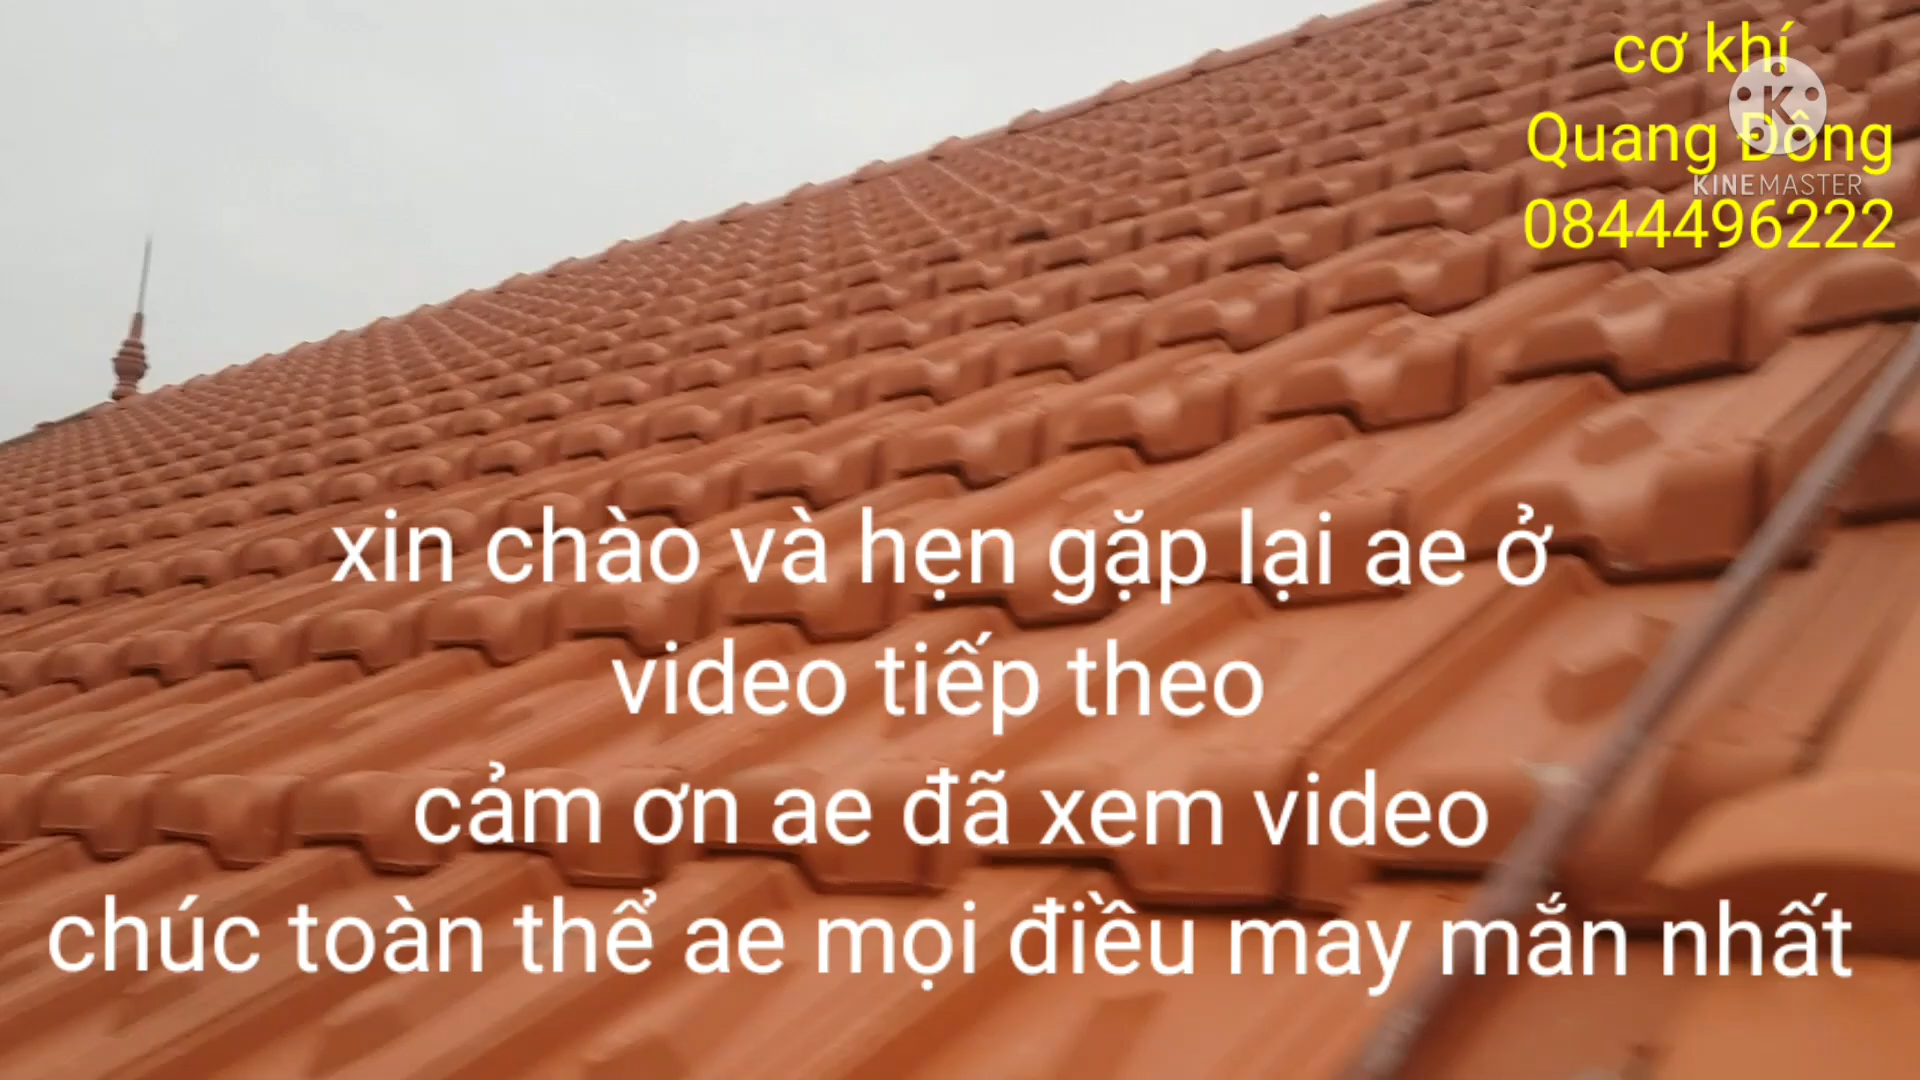 cơ khí
Quang Đông
KINEMASTER
0844496222
xin chào và hẹn gặp lại ae ở
video tiếp theo
cảm ơn ae đã xem video
chúc toàn thể ae mọi điều may mắn nhất